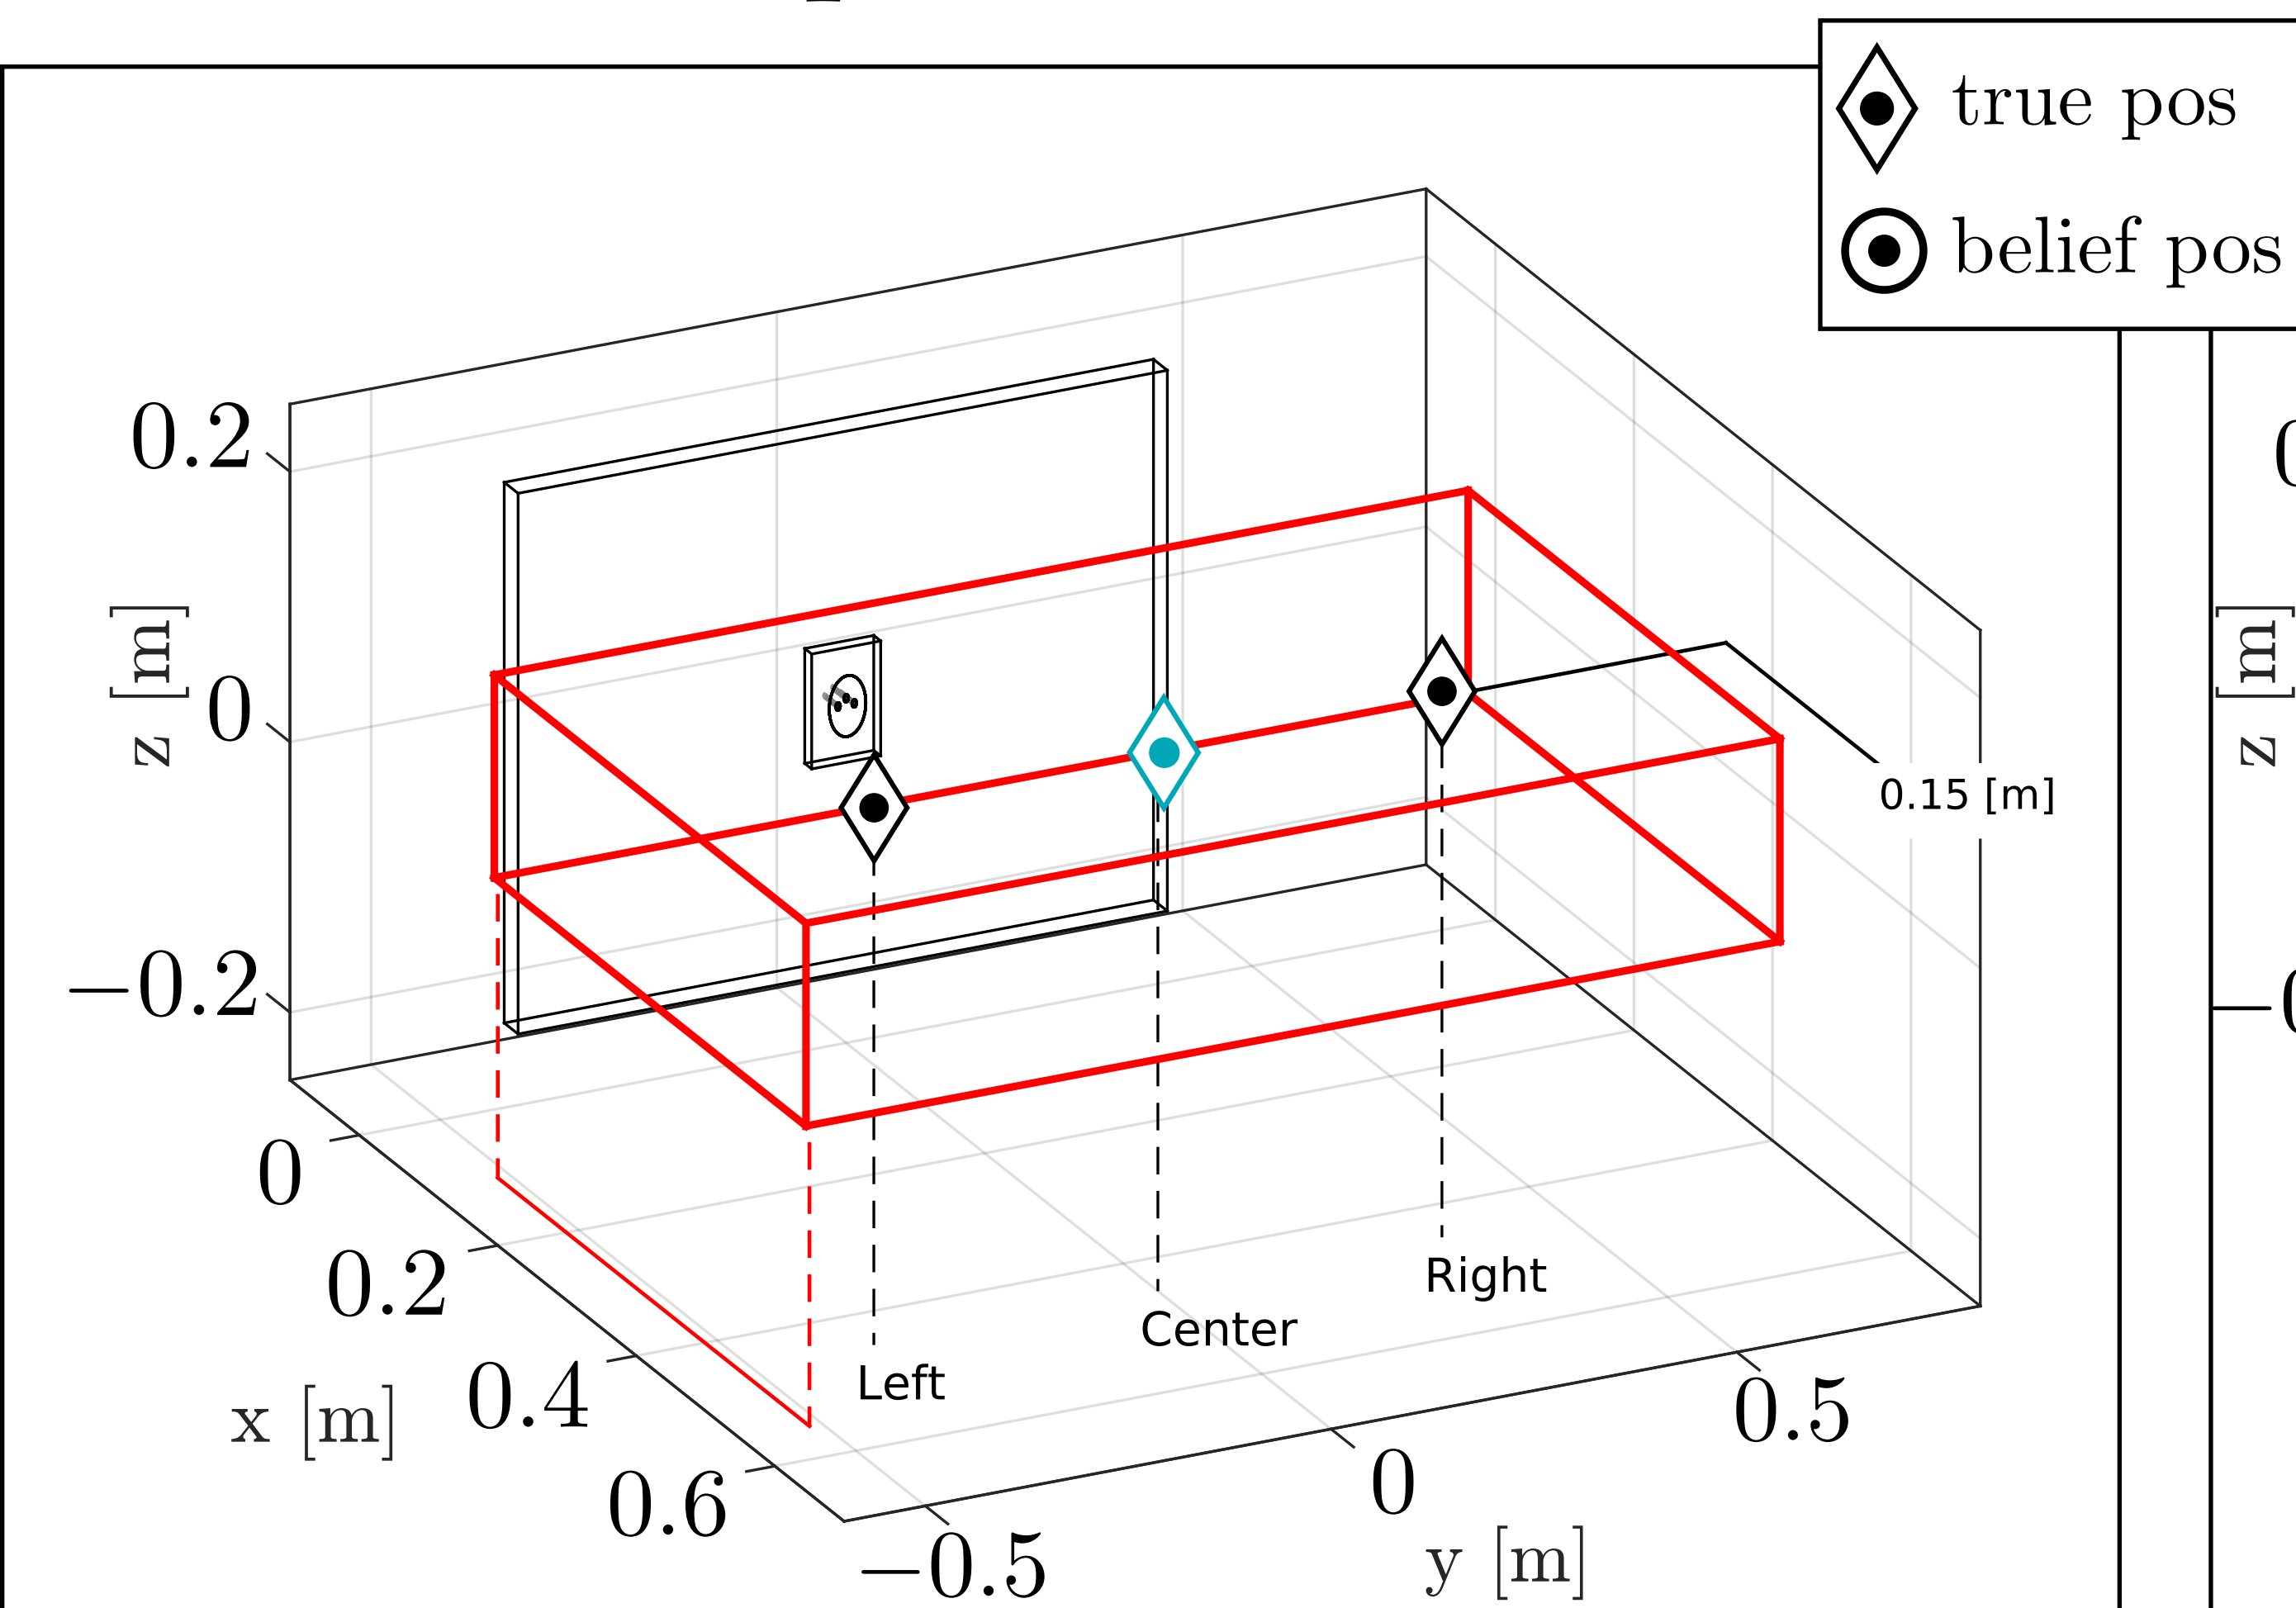 true pos
belief pos
0.2
0
−0.2
z [m]
0
0.2
0.4
0.6
x [m]
−0.5
0
0.5
y [m]
Left
Center
Right
0.15 [m]
z [m]